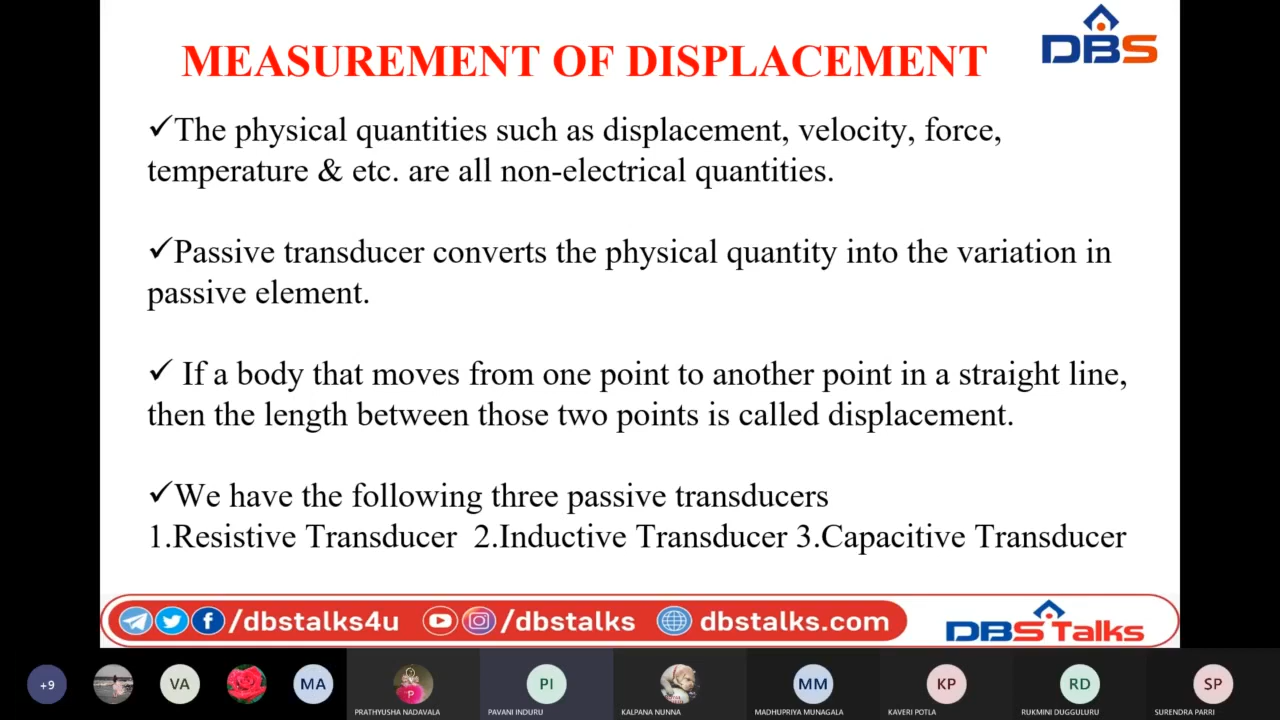 MEASUREMENT OF DISPLACEMENT
DBS
✓The physical quantities such as displacement, velocity, force,
temperature & etc. are all non-electrical quantities.
✓Passive transducer converts the physical quantity into the variation in
passive element.
✓ If a body that moves from one point to another point in a straight line,
then the length between those two points is called displacement.
✓We have the following three passive transducers
1.Resistive Transducer 2.Inductive Transducer 3.Capacitive Transducer
/dbstalks4u /dbstalks dbstalks.com
DBS Talks
+9 VA MA P PI MM KP RD SP
PRATHYUSHA NADAVALA PAVANI INDURU KALPANA NUNNA MADHUPRIYA MUNAGALA KAVERI POTLA RUKMINI DUGGULURU SURENDRA PARRI